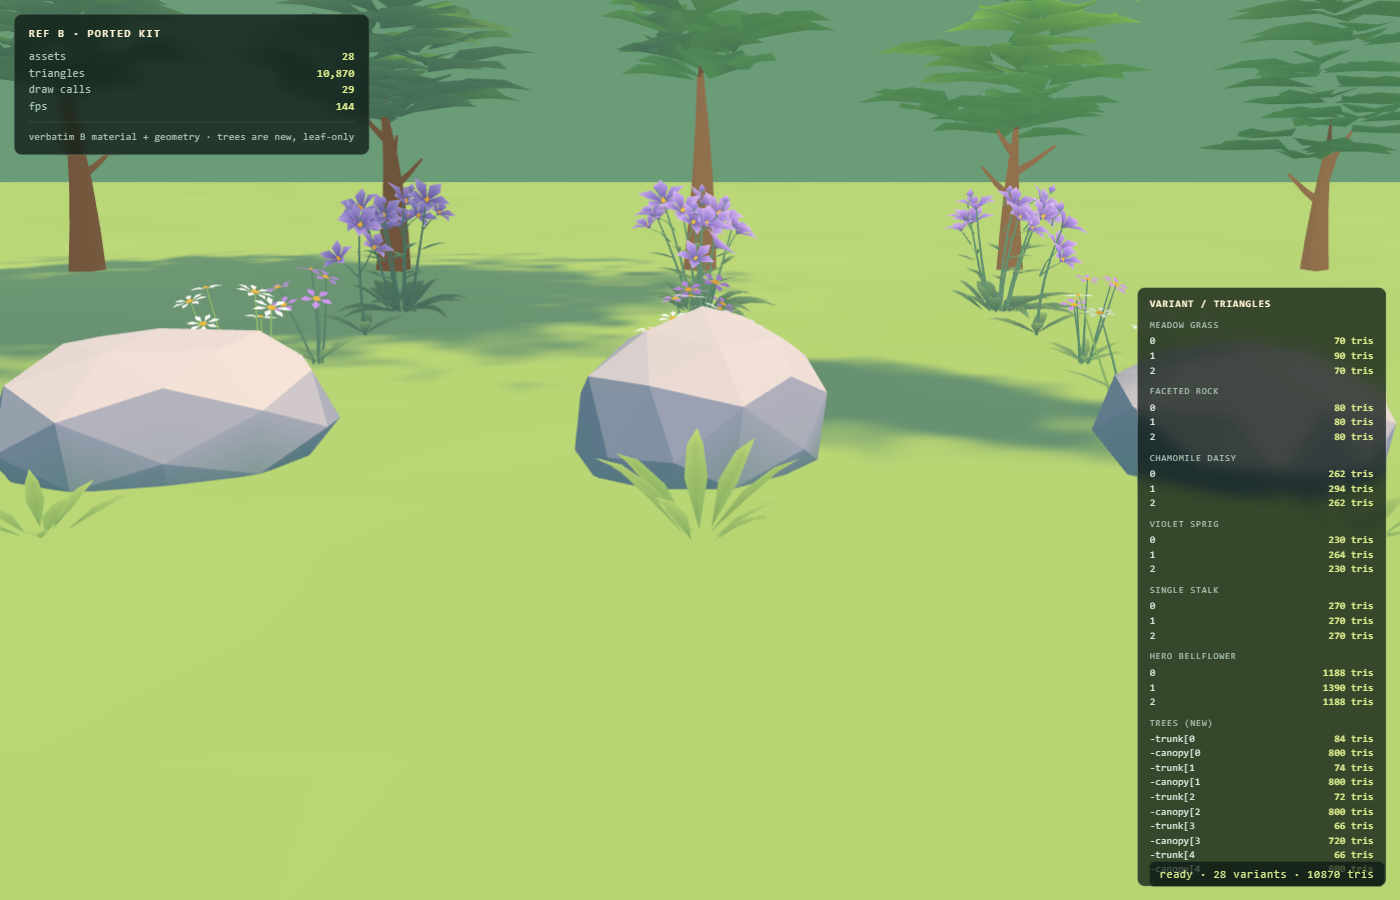 REF B · PORTED KIT
assets 28
triangles 10,870
draw calls 29
fps 144
verbatim B material + geometry · trees are new, leaf-only
VARIANT / TRIANGLES
MEADOW GRASS
0 70 tris
1 90 tris
2 70 tris
FACETED ROCK
0 80 tris
1 80 tris
2 80 tris
CHAMOMILE DAISY
0 262 tris
1 294 tris
2 262 tris
VIOLET SPRIG
0 230 tris
1 264 tris
2 230 tris
SINGLE STALK
0 270 tris
1 270 tris
2 270 tris
HERO BELLFLOWER
0 1188 tris
1 1390 tris
2 1188 tris
TREES (NEW)
-trunk[0 84 tris
-canopy[0 800 tris
-trunk[1 74 tris
-canopy[1 800 tris
-trunk[2 72 tris
-canopy[2 800 tris
-trunk[3 66 tris
-canopy[3 720 tris
-trunk[4 66 tris
-canopy[4 800 tris
ready · 28 variants · 10870 tris